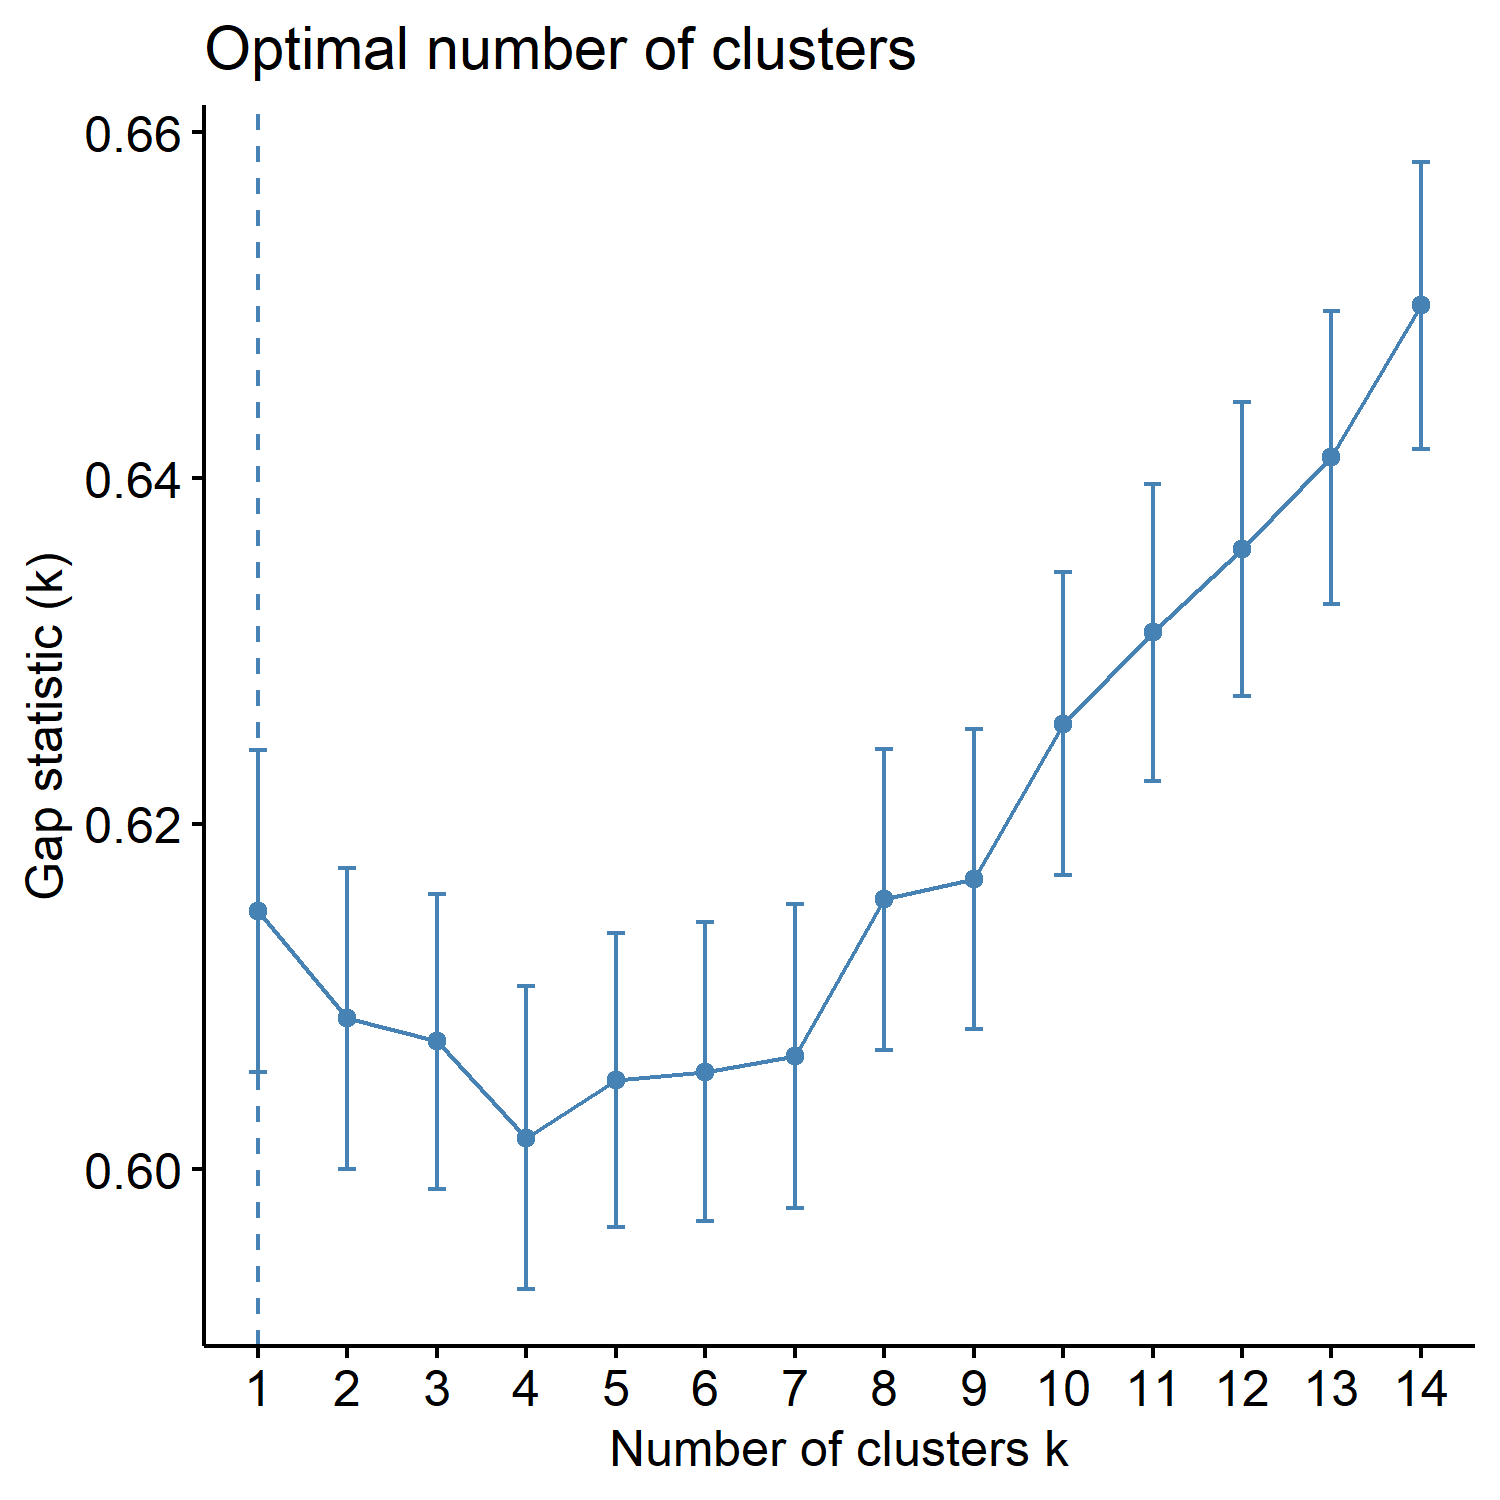 Optimal number of clusters
0.66
0.64
0.62
0.60
Gap statistic (k)
1 2 3 4 5 6 7 8 9 10 11 12 13 14
Number of clusters k